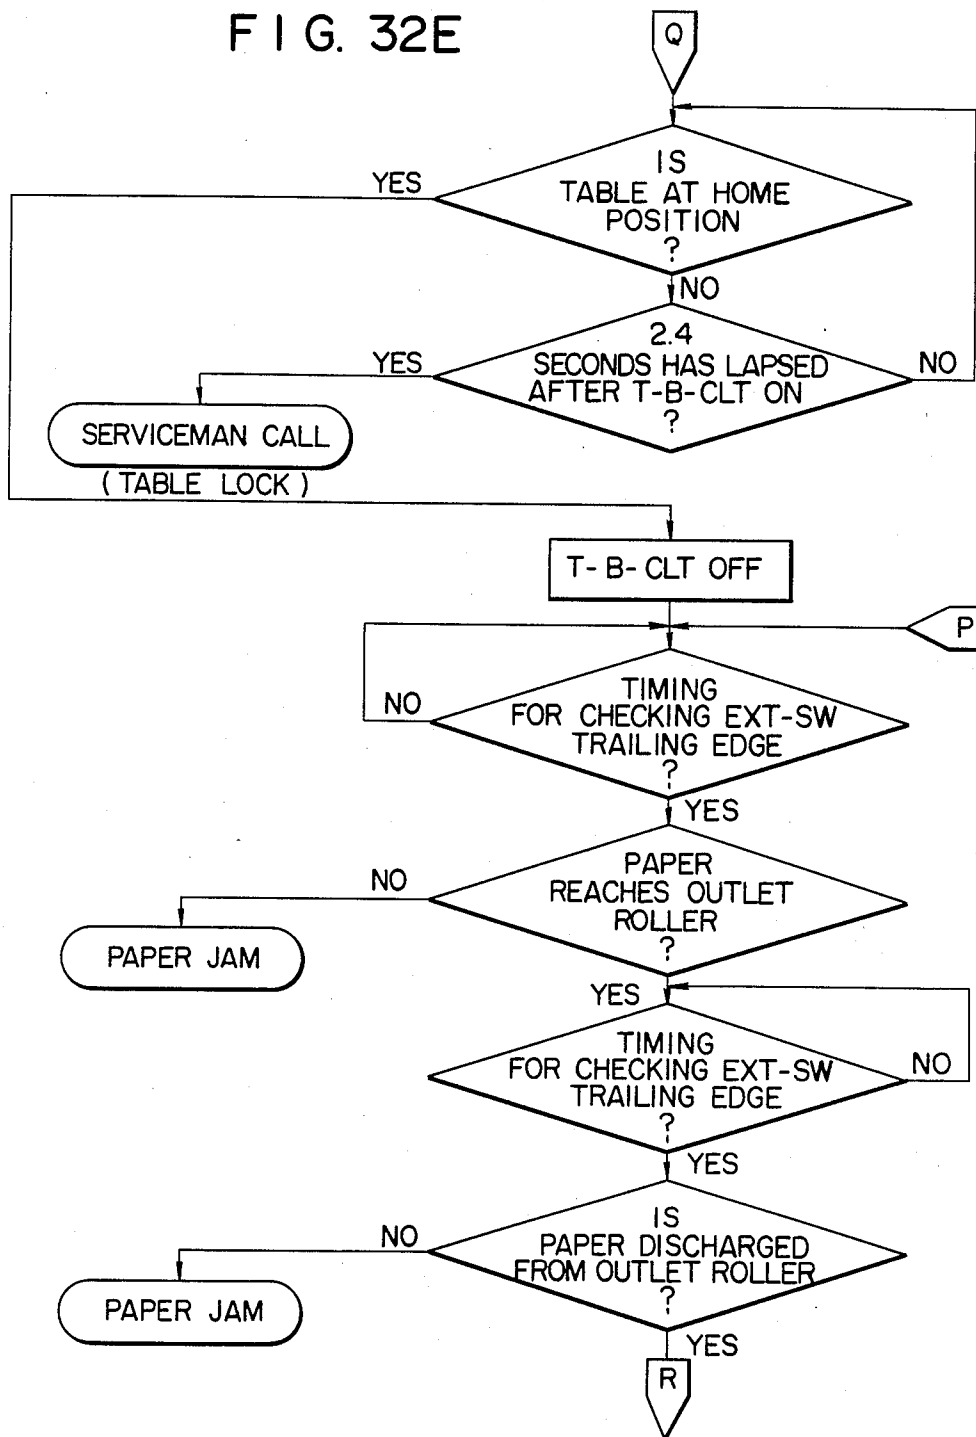 FIG. 32E
Q
IS
TABLE AT HOME
POSITION
?
YES
NO
2.4
SECONDS HAS LAPSED
AFTER T-B-CLT ON
?
YES
NO
SERVICEMAN CALL
(TABLE LOCK)
T-B-CLT OFF
P
TIMING
FOR CHECKING EXT-SW
TRAILING EDGE
?
NO
YES
PAPER
REACHES OUTLET
ROLLER
?
NO
PAPER JAM
YES
TIMING
FOR CHECKING EXT-SW
TRAILING EDGE
?
NO
YES
IS
PAPER DISCHARGED
FROM OUTLET ROLLER
?
NO
PAPER JAM
YES
R